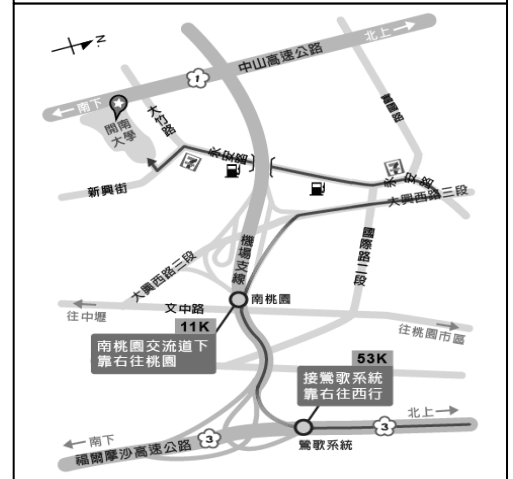 N
北上
中山高速公路
1
南下
開南
大學
大竹路
富國路
永安路
永安路
新興街
大興西路三段
機場支線
國際路二段
大興西路三段
南桃園
文中路
往中壢
11K
南桃園交流道下
靠右往桃園
往桃園市區
53K
接鶯歌系統
靠右往西行
北上
3
南下
福爾摩沙高速公路
3
鶯歌系統